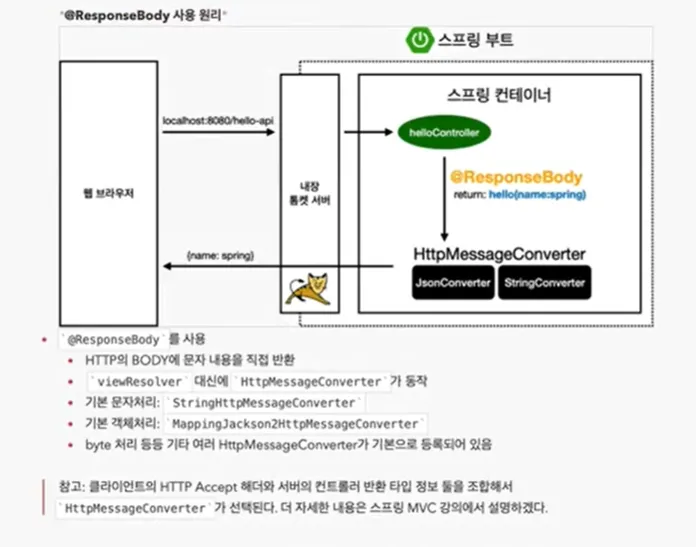 "@ResponseBody 사용 원리"
스프링 부트
스프링 컨테이너
localhost:8080/hello-api
helloController
웹 브라우저
내장
톰켓 서버
@ResponseBody
return: hello(name:spring)
{name: spring}
HttpMessageConverter
JsonConverter
StringConverter
• `@ResponseBody`를 사용
• HTTP의 BODY에 문자 내용을 직접 반환
• `viewResolver` 대신에 `HttpMessageConverter`가 동작
• 기본 문자처리: `StringHttpMessageConverter`
• 기본 객체처리: `MappingJackson2HttpMessageConverter`
• byte 처리 등등 기타 여러 HttpMessageConverter가 기본으로 등록되어 있음
참고: 클라이언트의 HTTP Accept 해더와 서버의 컨트롤러 반환 타입 정보 둘을 조합해서
`HttpMessageConverter`가 선택된다. 더 자세한 내용은 스프링 MVC 강의에서 설명하겠다.